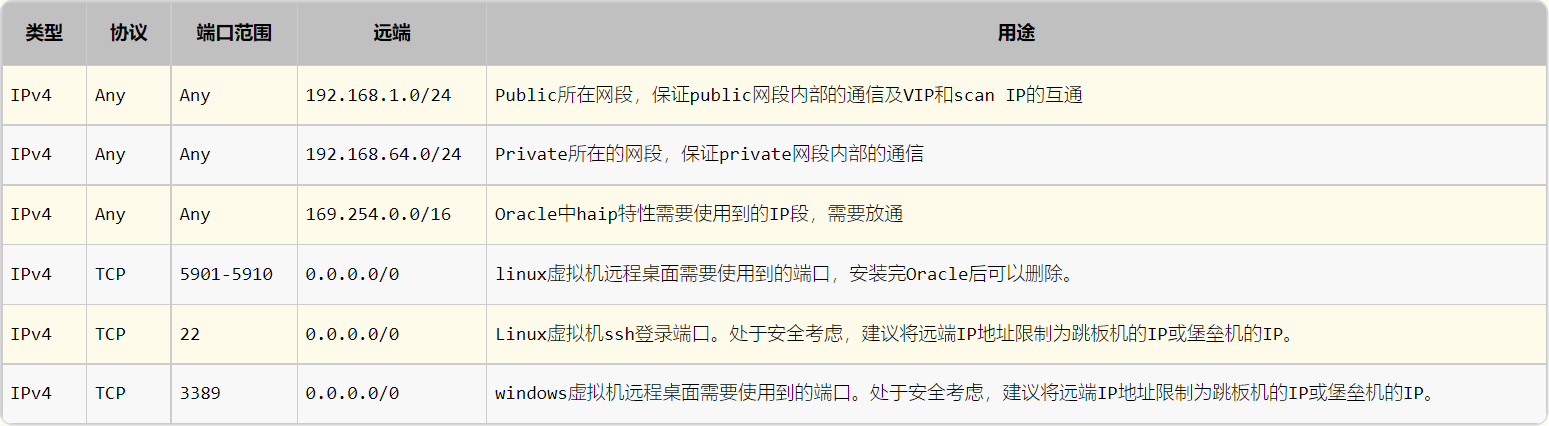 类型 协议 端口范围 远端 用途
IPv4 Any Any 192.168.1.0/24 Public所在网段，保证public网段内部的通信及VIP和scan IP的互通
IPv4 Any Any 192.168.64.0/24 Private所在的网段，保证private网段内部的通信
IPv4 Any Any 169.254.0.0/16 Oracle中haip特性需要使用到的IP段，需要放通
IPv4 TCP 5901-5910 0.0.0.0/0 linux虚拟机远程桌面需要使用到的端口，安装完Oracle后可以删除。
IPv4 TCP 22 0.0.0.0/0 Linux虚拟机ssh登录端口。处于安全考虑，建议将远端IP地址限制为跳板机的IP或堡垒机的IP。
IPv4 TCP 3389 0.0.0.0/0 windows虚拟机远程桌面需要使用到的端口。处于安全考虑，建议将远端IP地址限制为跳板机的IP或堡垒机的IP。